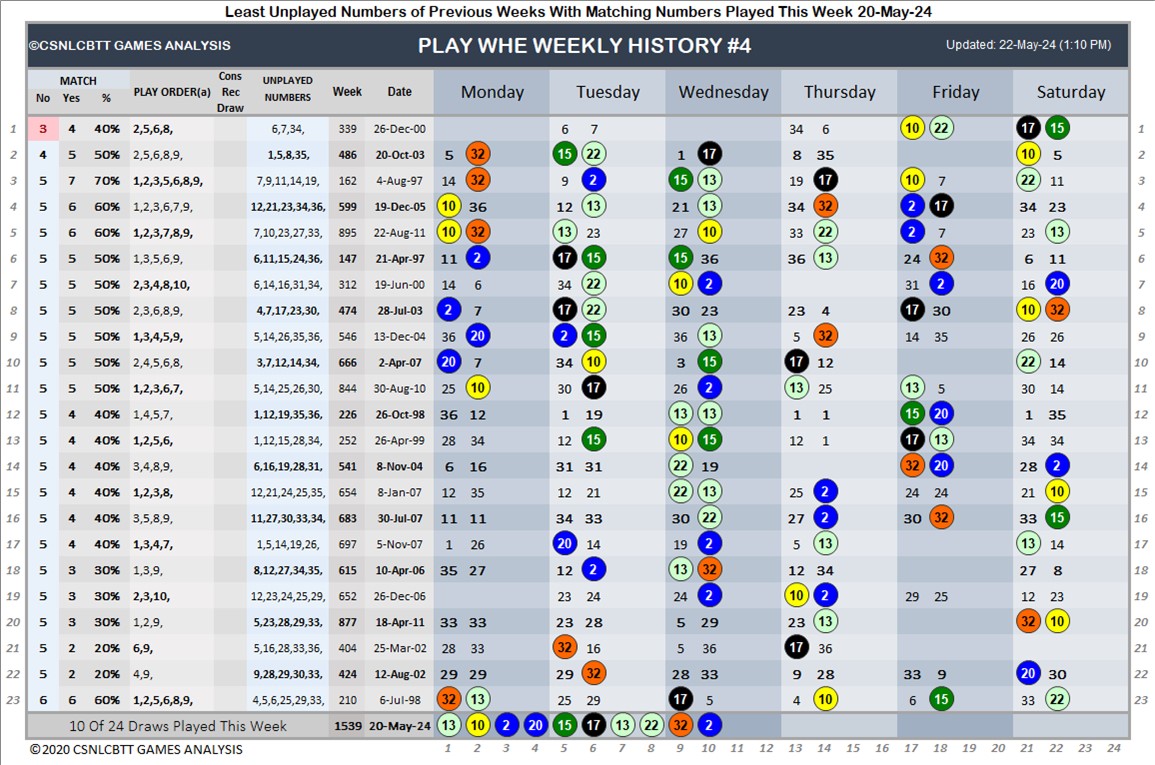 Least Unplayed Numbers of Previous Weeks With Matching Numbers Played This Week 20-May-24
©CSNLCBTT GAMES ANALYSIS PLAY WHE WEEKLY HISTORY #4 Updated: 22-May-24 (1:10 PM)
MATCH No Yes % PLAY ORDER(a) Cons Rec Draw UNPLAYED NUMBERS Week Date Monday Tuesday Wednesday Thursday Friday Saturday
1 3 4 40% 2,5,6,8, 6,7,34, 339 26-Dec-00 6 7 34 6 10 22 17 15 1
2 4 5 50% 2,5,6,8,9, 1,5,8,35, 486 20-Oct-03 5 32 15 22 1 17 8 35 10 5 2
3 5 7 70% 1,2,3,5,6,8,9, 7,9,11,14,19, 162 4-Aug-97 14 32 9 2 15 13 19 17 10 7 22 11 3
4 5 6 60% 1,2,3,6,7,9, 12,21,23,34,36, 599 19-Dec-05 10 36 12 13 21 13 34 32 2 17 34 23 4
5 5 6 60% 1,2,3,7,8,9, 7,10,23,27,33, 895 22-Aug-11 10 32 13 23 27 10 33 22 2 7 23 13 5
6 5 5 50% 1,3,5,6,9, 6,11,15,24,36, 147 21-Apr-97 11 2 17 15 15 36 36 13 24 32 6 11 6
7 5 5 50% 2,3,4,8,10, 6,14,16,31,34, 312 19-Jun-00 14 6 34 22 10 2 31 2 16 20 7
8 5 5 50% 2,3,6,8,9, 4,7,17,23,30, 474 28-Jul-03 2 7 17 22 30 23 23 4 17 30 10 32 8
9 5 5 50% 1,3,4,5,9, 5,14,26,35,36, 546 13-Dec-04 36 20 2 15 36 13 5 32 14 35 26 26 9
10 5 5 50% 2,4,5,6,8, 3,7,12,14,34, 666 2-Apr-07 20 7 34 10 3 15 17 12 22 14 10
11 5 5 50% 1,2,3,6,7, 5,14,25,26,30, 844 30-Aug-10 25 10 30 17 26 2 13 25 13 5 30 14 11
12 5 4 40% 1,4,5,7, 1,12,19,35,36, 226 26-Oct-98 36 12 1 19 13 13 1 1 15 20 1 35 12
13 5 4 40% 1,2,5,6, 1,12,15,28,34, 252 26-Apr-99 28 34 12 15 10 15 12 1 17 13 34 34 13
14 5 4 40% 3,4,8,9, 6,16,19,28,31, 541 8-Nov-04 6 16 31 31 22 19 32 20 28 2 14
15 5 4 40% 1,2,3,8, 12,21,24,25,35, 654 8-Jan-07 12 35 12 21 22 13 25 2 24 24 21 10 15
16 5 4 40% 3,5,8,9, 11,27,30,33,34, 683 30-Jul-07 11 11 34 33 30 22 27 2 30 32 33 15 16
17 5 4 40% 1,3,4,7, 1,5,14,19,26, 697 5-Nov-07 1 26 20 14 19 2 5 13 13 14 17
18 5 3 30% 1,3,9, 8,12,27,34,35, 615 10-Apr-06 35 27 12 2 13 32 12 34 27 8 18
19 5 3 30% 2,3,10, 12,23,24,25,29, 652 26-Dec-06 23 24 24 2 10 2 29 25 12 23 19
20 5 3 30% 1,2,9, 5,23,28,29,33, 877 18-Apr-11 33 33 23 28 5 29 23 13 32 10 20
21 5 2 20% 6,9, 5,16,28,33,36, 404 25-Mar-02 28 33 32 16 5 36 17 36 21
22 5 2 20% 4,9, 9,28,29,30,33, 424 12-Aug-02 29 29 29 32 28 33 9 28 33 9 20 30 22
23 6 6 60% 1,2,5,6,8,9, 4,5,6,25,29,33, 210 6-Jul-98 32 13 25 29 17 5 4 10 6 15 33 22 23
10 Of 24 Draws Played This Week 1539 20-May-24 13 10 2 20 15 17 13 22 32 2
©2020 CSNLCBTT GAMES ANALYSIS 1 2 3 4 5 6 7 8 9 10 11 12 13 14 15 16 17 18 19 20 21 22 23 24